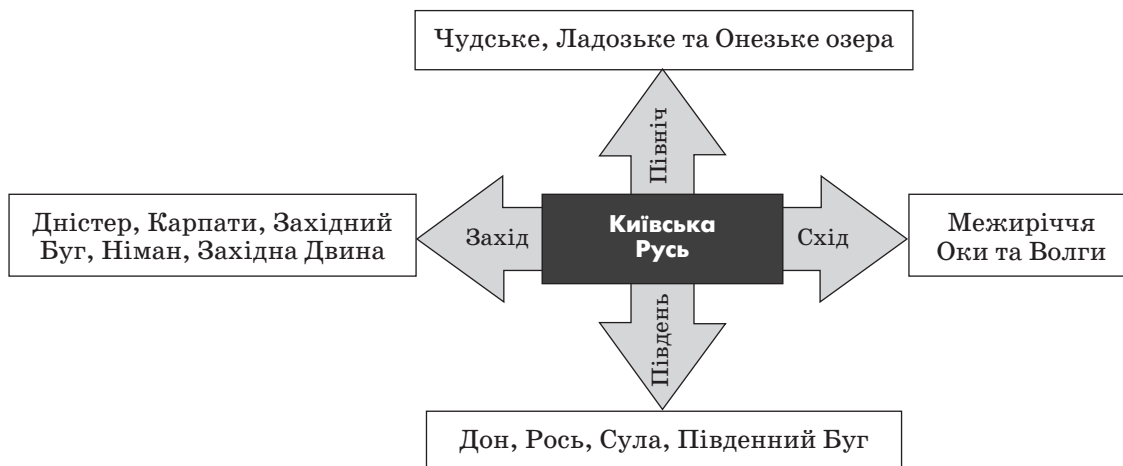 Чудське, Ладозьке та Онезьке озера
Північ
Дністер, Карпати, Західний
Буг, Німан, Західна Двина
Захід
Київська
Русь
Схід
Межиріччя
Оки та Волги
Південь
Дон, Рось, Сула, Південний Буг